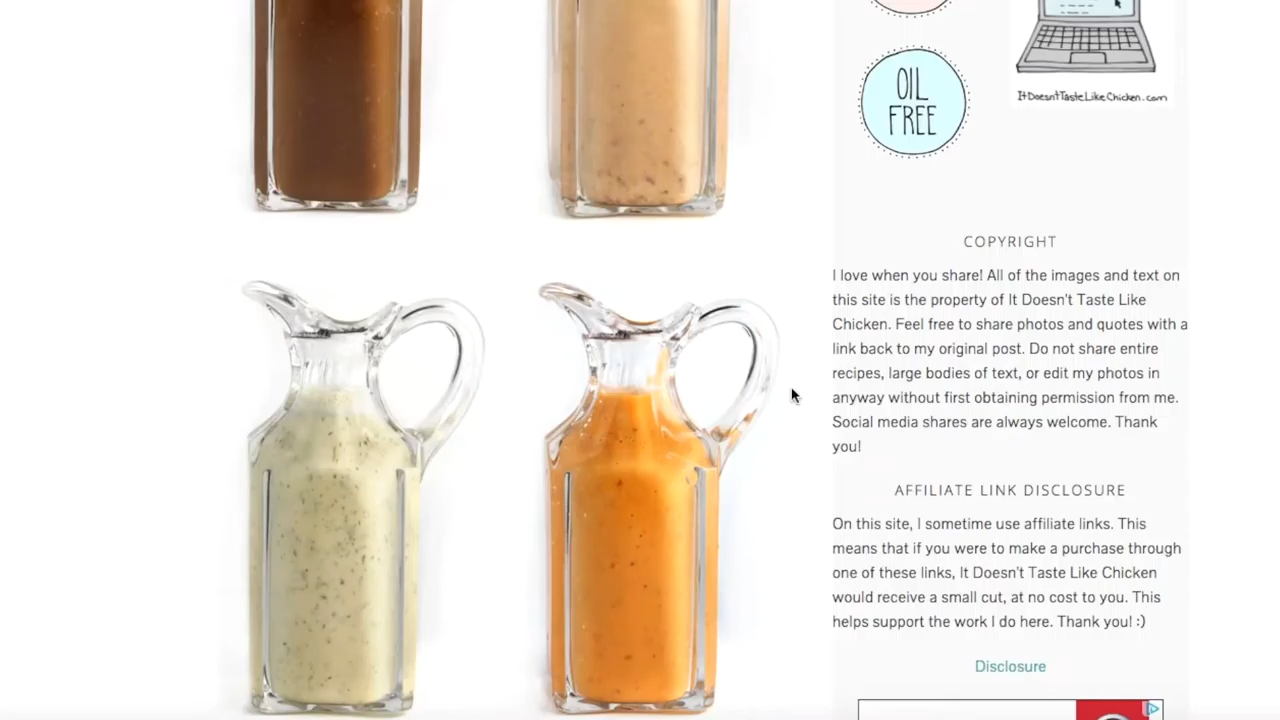 OIL
FREE
ItDoesn'tTasteLikeChicken.com
COPYRIGHT
I love when you share! All of the images and text on
this site is the property of It Doesn't Taste Like
Chicken. Feel free to share photos and quotes with a
link back to my original post. Do not share entire
recipes, large bodies of text, or edit my photos in
anyway without first obtaining permission from me.
Social media shares are always welcome. Thank
you!
AFFILIATE LINK DISCLOSURE
On this site, I sometime use affiliate links. This
means that if you were to make a purchase through
one of these links, It Doesn't Taste Like Chicken
would receive a small cut, at no cost to you. This
helps support the work I do here. Thank you! :)
Disclosure